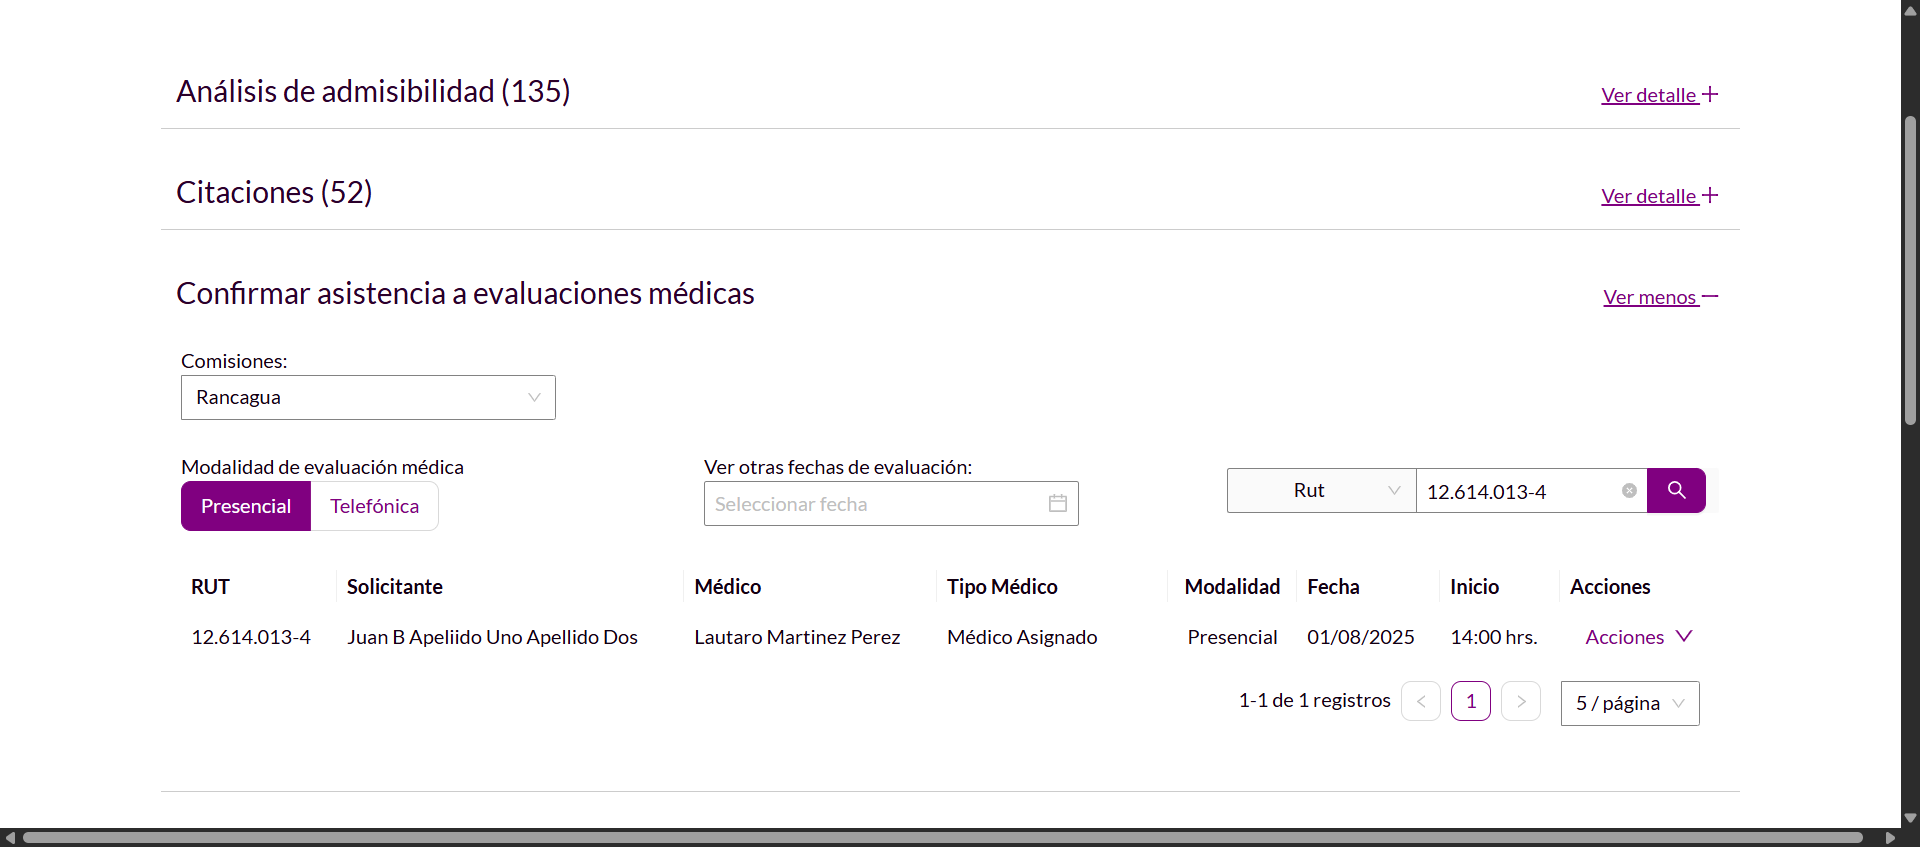 Análisis de admisibilidad (135)
Ver detalle
Citaciones (52)
Ver detalle
Confirmar asistencia a evaluaciones médicas
Ver menos
Comisiones:
Rancagua
Modalidad de evaluación médica
Presencial Telefónica
Ver otras fechas de evaluación:
Seleccionar fecha
Rut 12.614.013-4
RUT Solicitante Médico Tipo Médico Modalidad Fecha Inicio Acciones
12.614.013-4 Juan B Apeliido Uno Apellido Dos Lautaro Martinez Perez Médico Asignado Presencial 01/08/2025 14:00 hrs. Acciones
1-1 de 1 registros < 1 > 5 / página